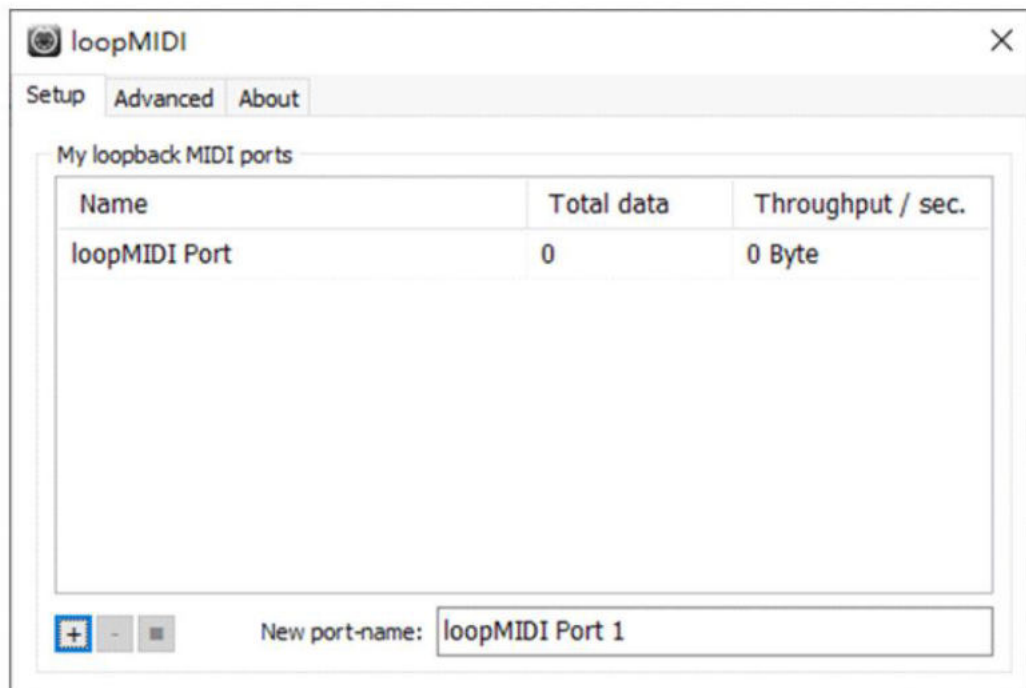 loopMIDI
Setup Advanced About
My loopback MIDI ports
Name Total data Throughput / sec.
loopMIDI Port 0 0 Byte
+ - New port-name: loopMIDI Port 1